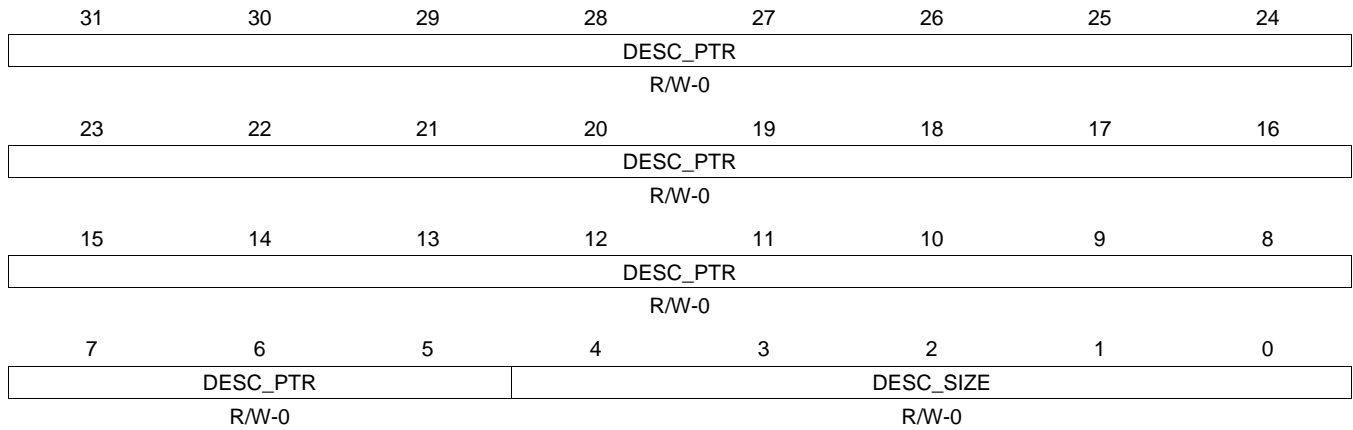 31 30 29 28 27 26 25 24
DESC_PTR
R/W-0
23 22 21 20 19 18 17 16
DESC_PTR
R/W-0
15 14 13 12 11 10 9 8
DESC_PTR
R/W-0
7 6 5 4 3 2 1 0
DESC_PTR DESC_SIZE
R/W-0 R/W-0